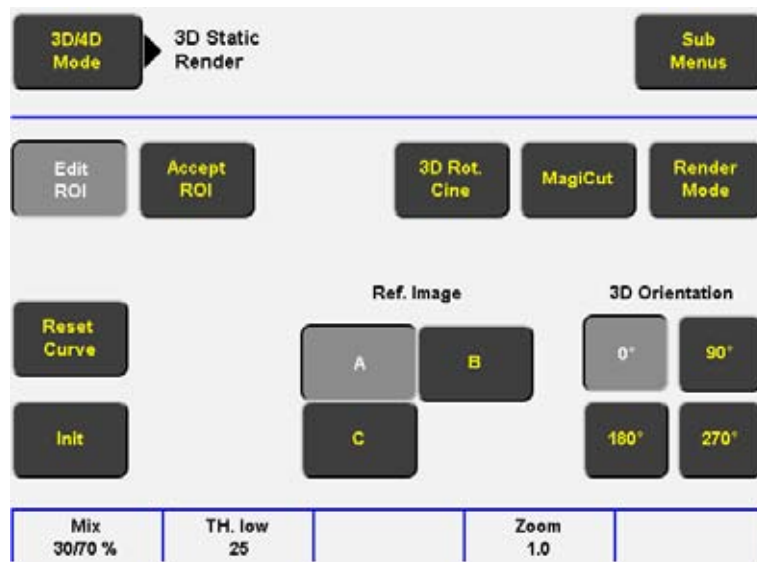 3D/4D
Mode
3D Static
Render
Sub
Menus
Edit
ROI
Accept
ROI
3D Rot.
Cine
MagiCut
Render
Mode
Ref. Image
3D Orientation
Reset
Curve
A
B
0°
90°
Init
C
180°
270°
Mix
30/70 %
TH. low
25
Zoom
1.0